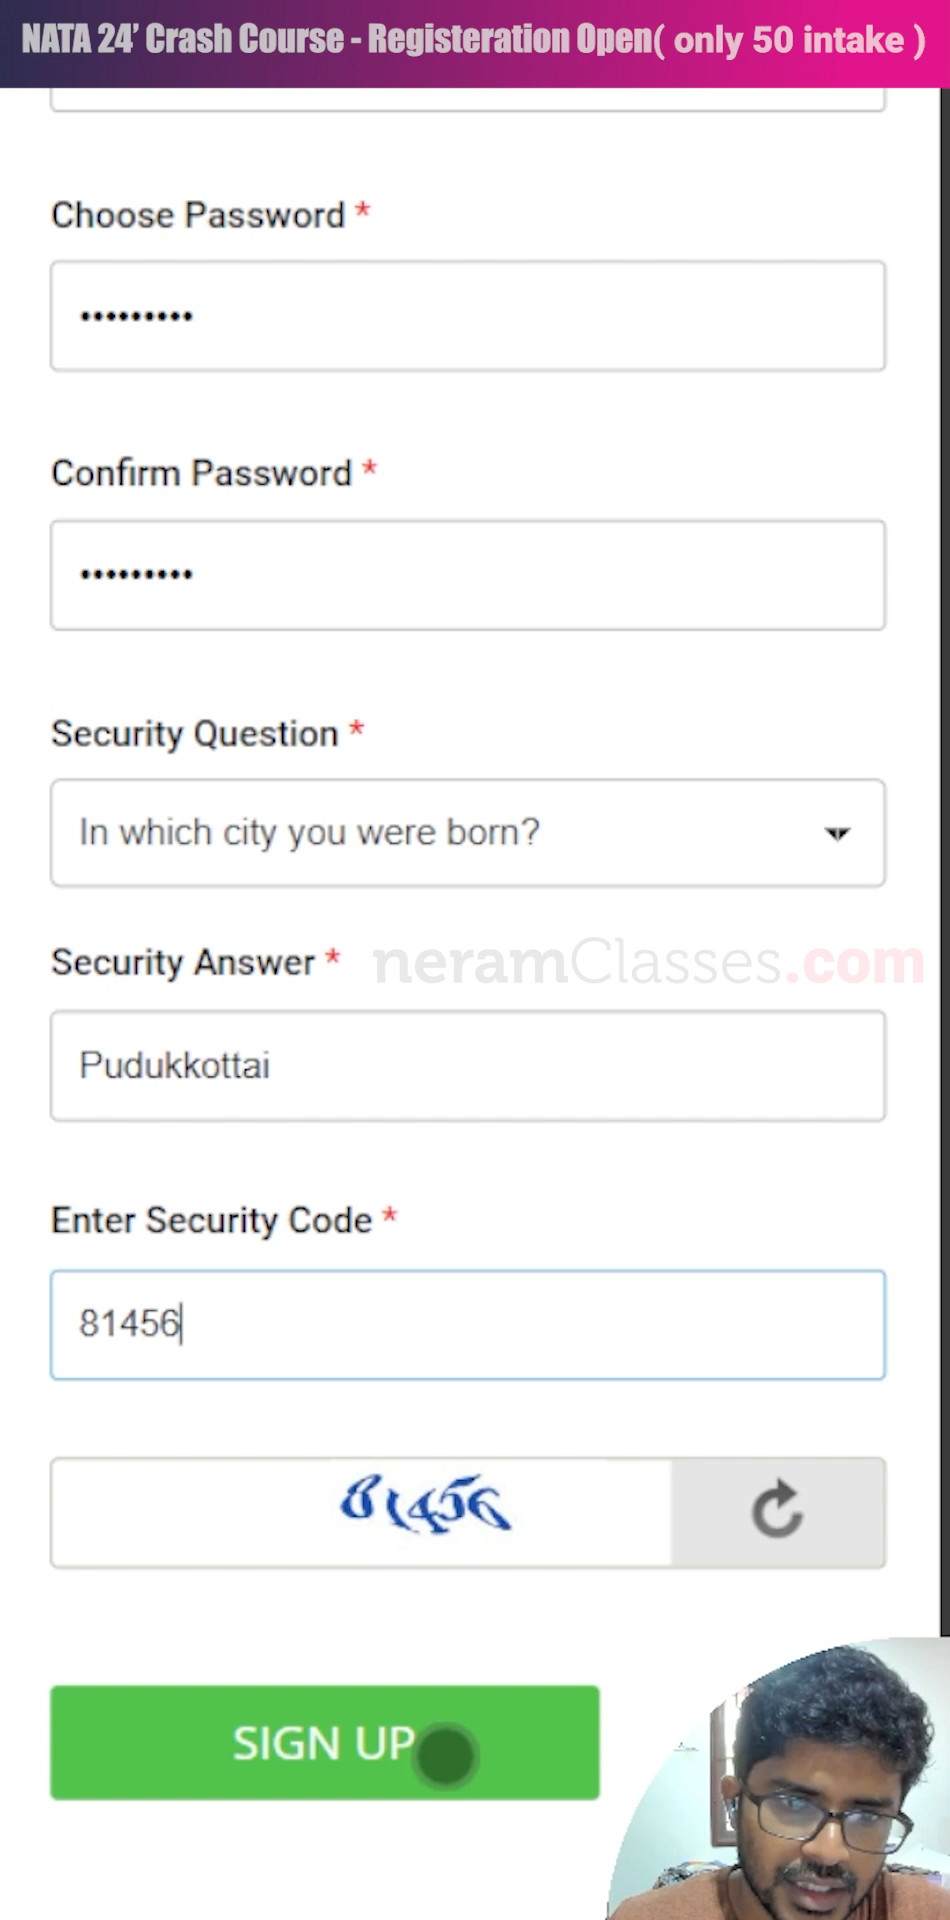 NATA 24’ Crash Course - Registeration Open( only 50 intake )
Choose Password *
•••••••••
Confirm Password *
•••••••••
Security Question *
In which city you were born?
Security Answer *
neramClasses.com
Pudukkottai
Enter Security Code *
81456
81456
SIGN UP